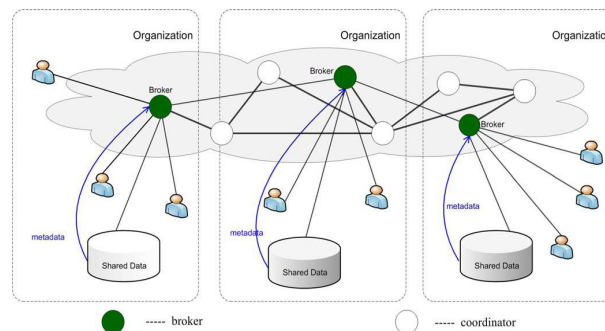 Organization
Organization
Organizatio
Broker
Broker
Broker
metadata
metadata
metadata
Shared Data
Shared Data
Shared Data
----- broker
----- coordinator